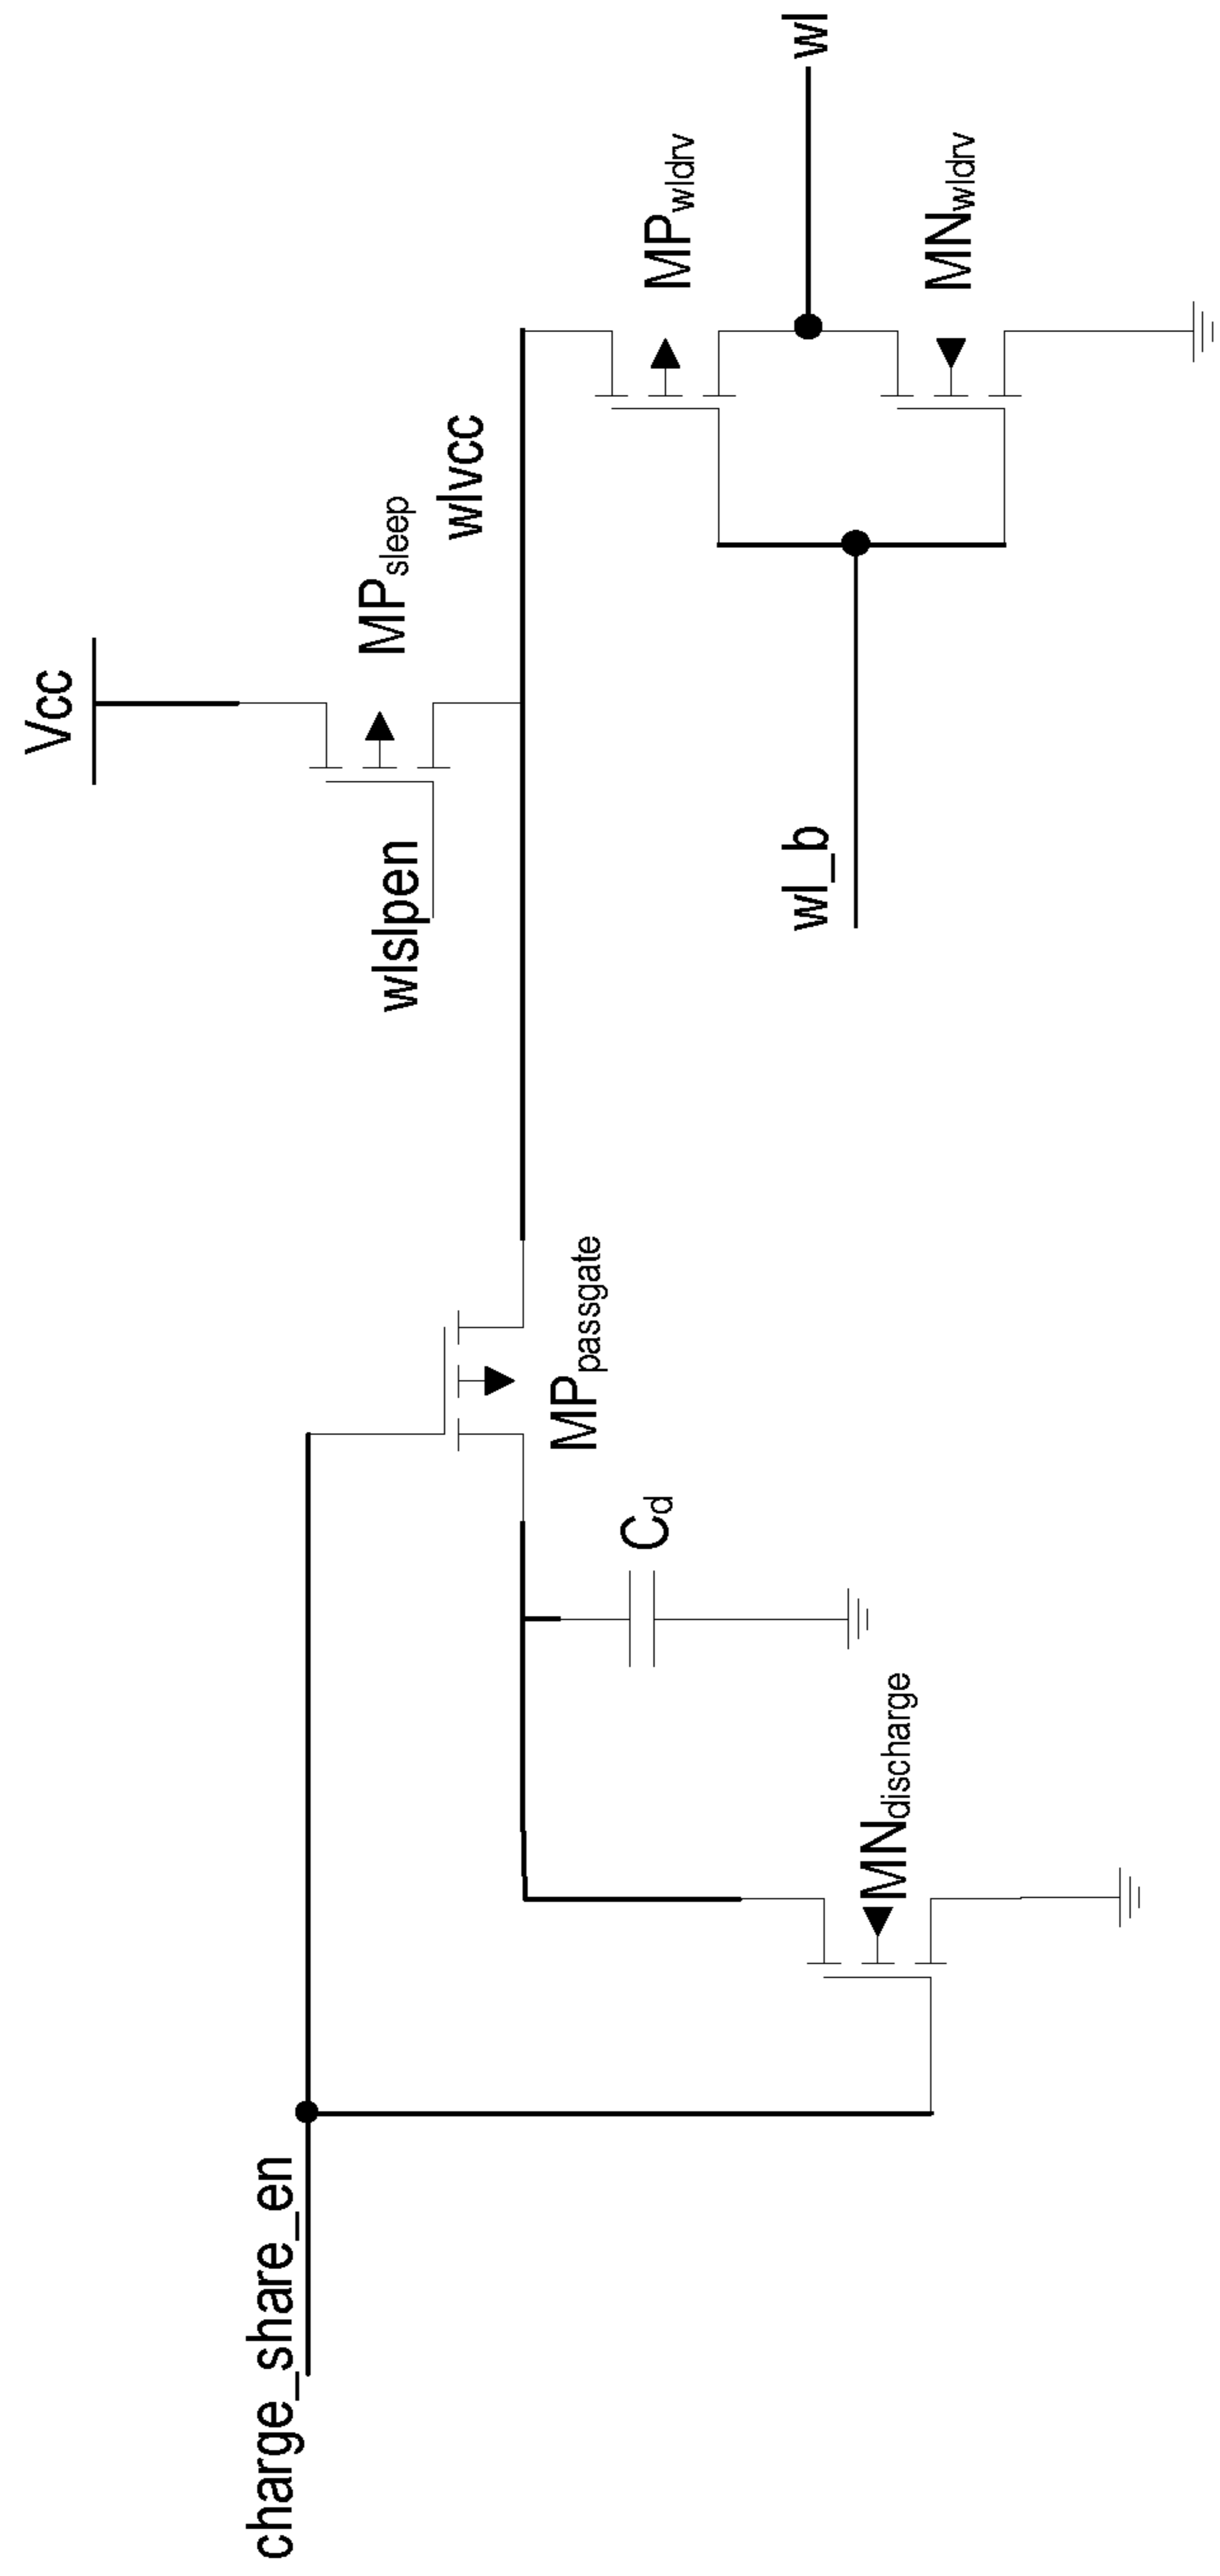 Vcc
MPsleep
wlslpen
wlvcc
MPwldrv
wl
MNwldrv
wl_b
charge_share_en
MPpassgate
Cd
MNdischarge